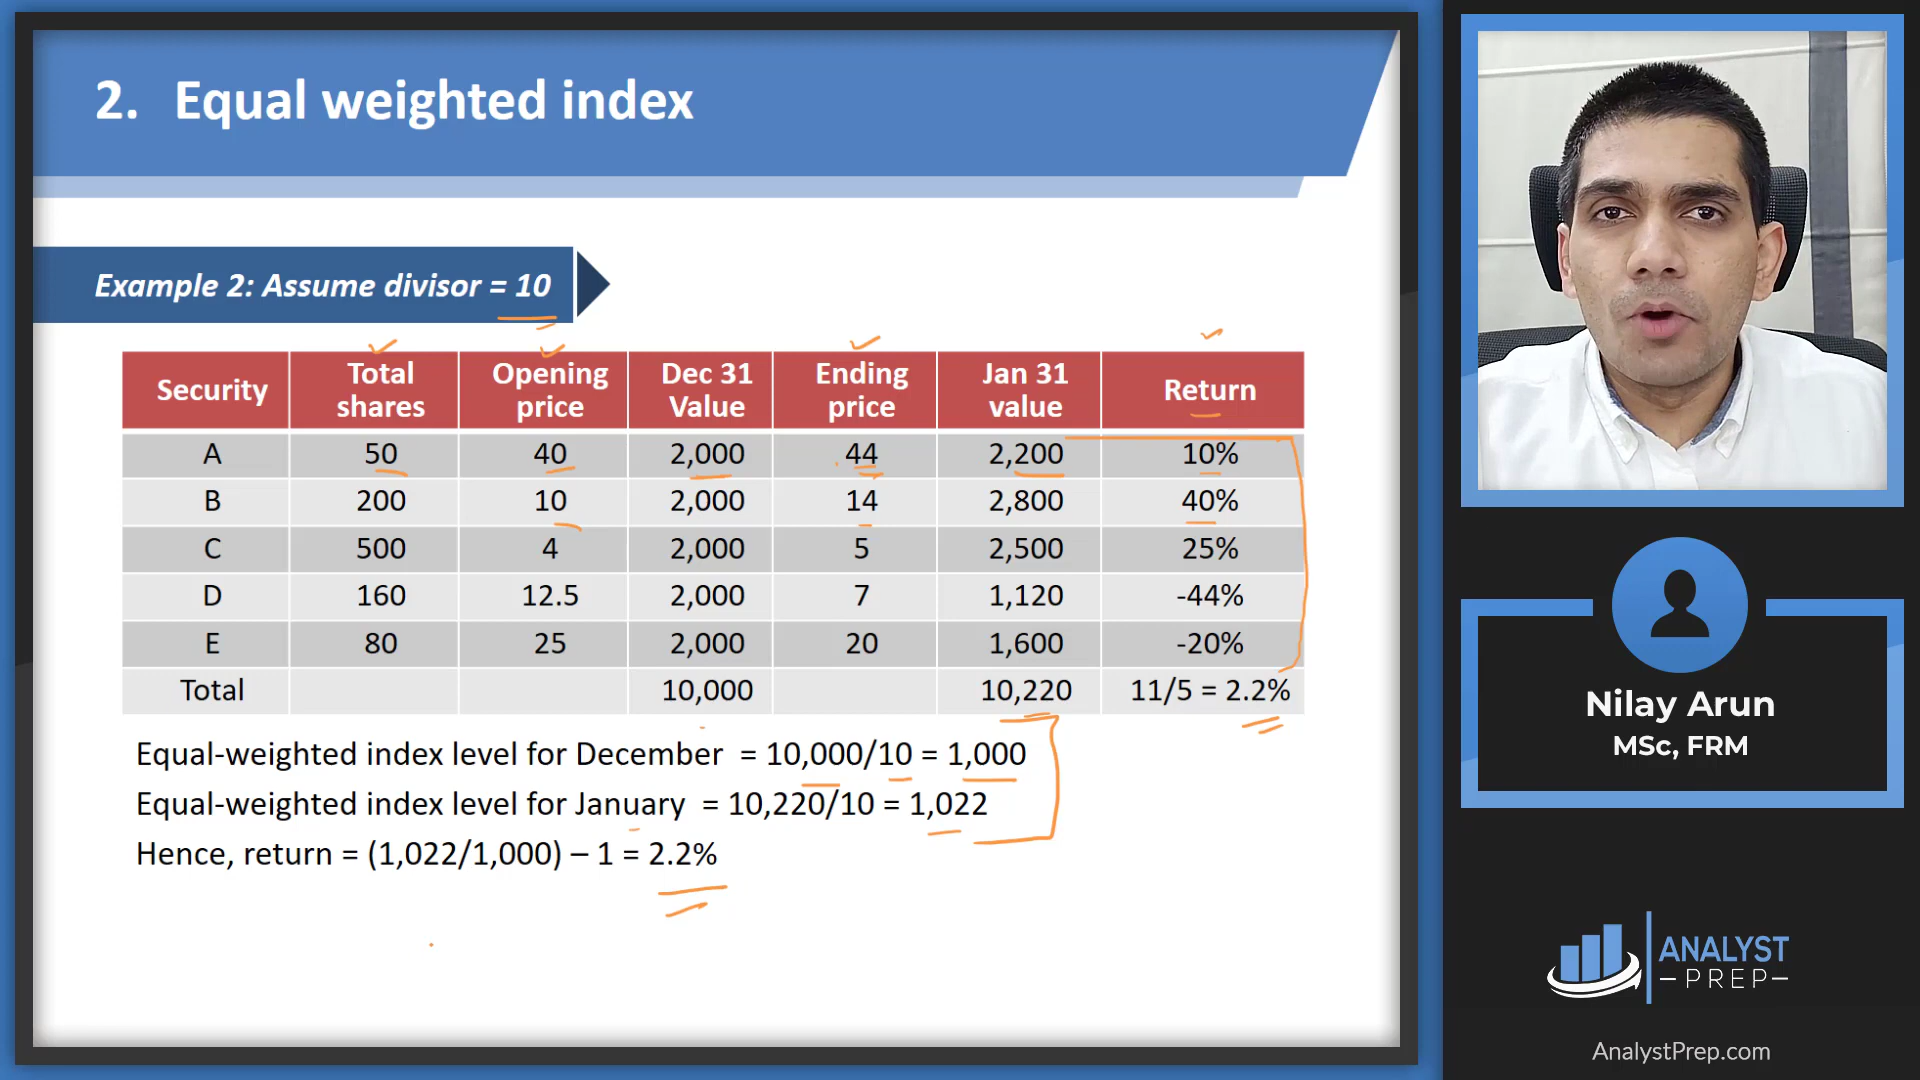 2. Equal weighted index
Example 2: Assume divisor = 10
Security Total shares Opening price Dec 31 Value Ending price Jan 31 value Return
A 50 40 2,000 44 2,200 10%
B 200 10 2,000 14 2,800 40%
C 500 4 2,000 5 2,500 25%
D 160 12.5 2,000 7 1,120 -44%
E 80 25 2,000 20 1,600 -20%
Total 10,000 10,220 11/5 = 2.2%
Equal-weighted index level for December = 10,000/10 = 1,000
Equal-weighted index level for January = 10,220/10 = 1,022
Hence, return = (1,022/1,000) – 1 = 2.2%
Nilay Arun
MSc, FRM
ANALYST
PREP
AnalystPrep.com